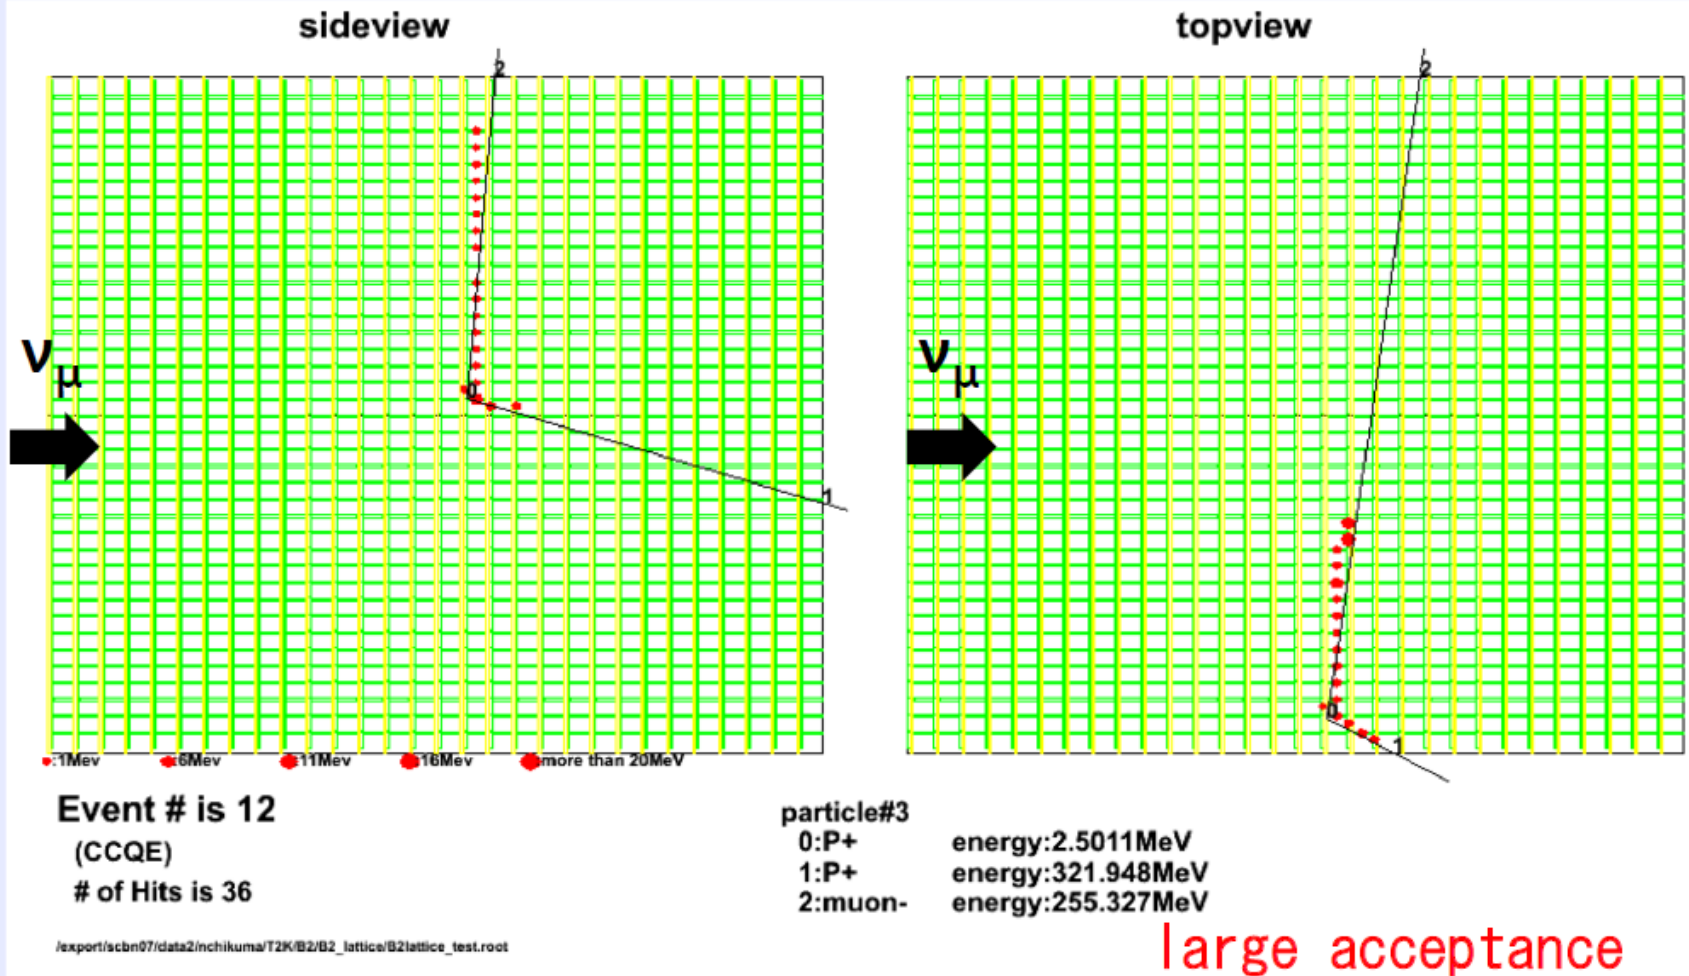 sideview
topview
2
2
ν μ
ν μ
0
1
0
1
:1Mev :6Mev :11Mev :16Mev :more than 20MeV
Event # is 12
(CCQE)
# of Hits is 36
particle#3
0:P+ energy:2.5011MeV
1:P+ energy:321.948MeV
2:muon- energy:255.327MeV
/export/scbn07/data2/nchikuma/T2K/B2/B2_lattice/B2lattice_test.root
large acceptance